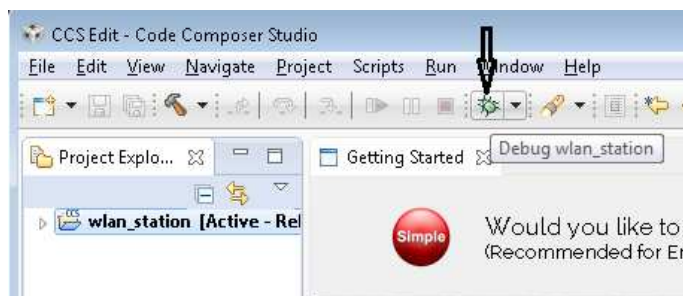 CCS Edit - Code Composer Studio
File Edit View Navigate Project Scripts Run Window Help
Project Explo...
Getting Started
Debug wlan_station
wlan_station [Active - Rel
Simple
Would you like to
(Recommended for